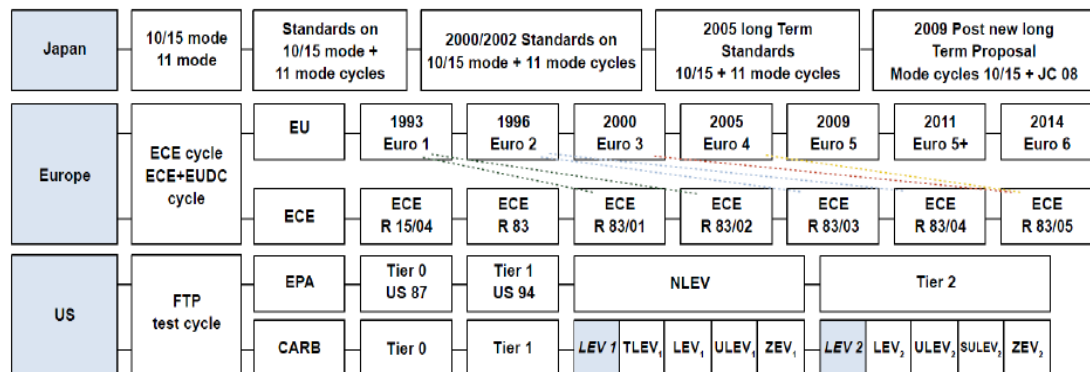 Japan
10/15 mode
11 mode
Standards on
10/15 mode +
11 mode cycles
2000/2002 Standards on
10/15 mode + 11 mode cycles
2005 long Term
Standards
10/15 + 11 mode cycles
2009 Post new long
Term Proposal
Mode cycles 10/15 + JC 08
Europe
ECE cycle
ECE+EUDC
cycle
EU
1993
Euro 1
1996
Euro 2
2000
Euro 3
2005
Euro 4
2009
Euro 5
2011
Euro 5+
2014
Euro 6
ECE
ECE
R 15/04
ECE
R 83
ECE
R 83/01
ECE
R 83/02
ECE
R 83/03
ECE
R 83/04
ECE
R 83/05
US
FTP
test cycle
EPA
Tier 0
US 87
Tier 1
US 94
NLEV
Tier 2
CARB
Tier 0
Tier 1
LEV 1
TLEV₁
LEV₁
ULEV₁
ZEV₁
LEV 2
LEV₂
ULEV₂
SULEV₂
ZEV₂